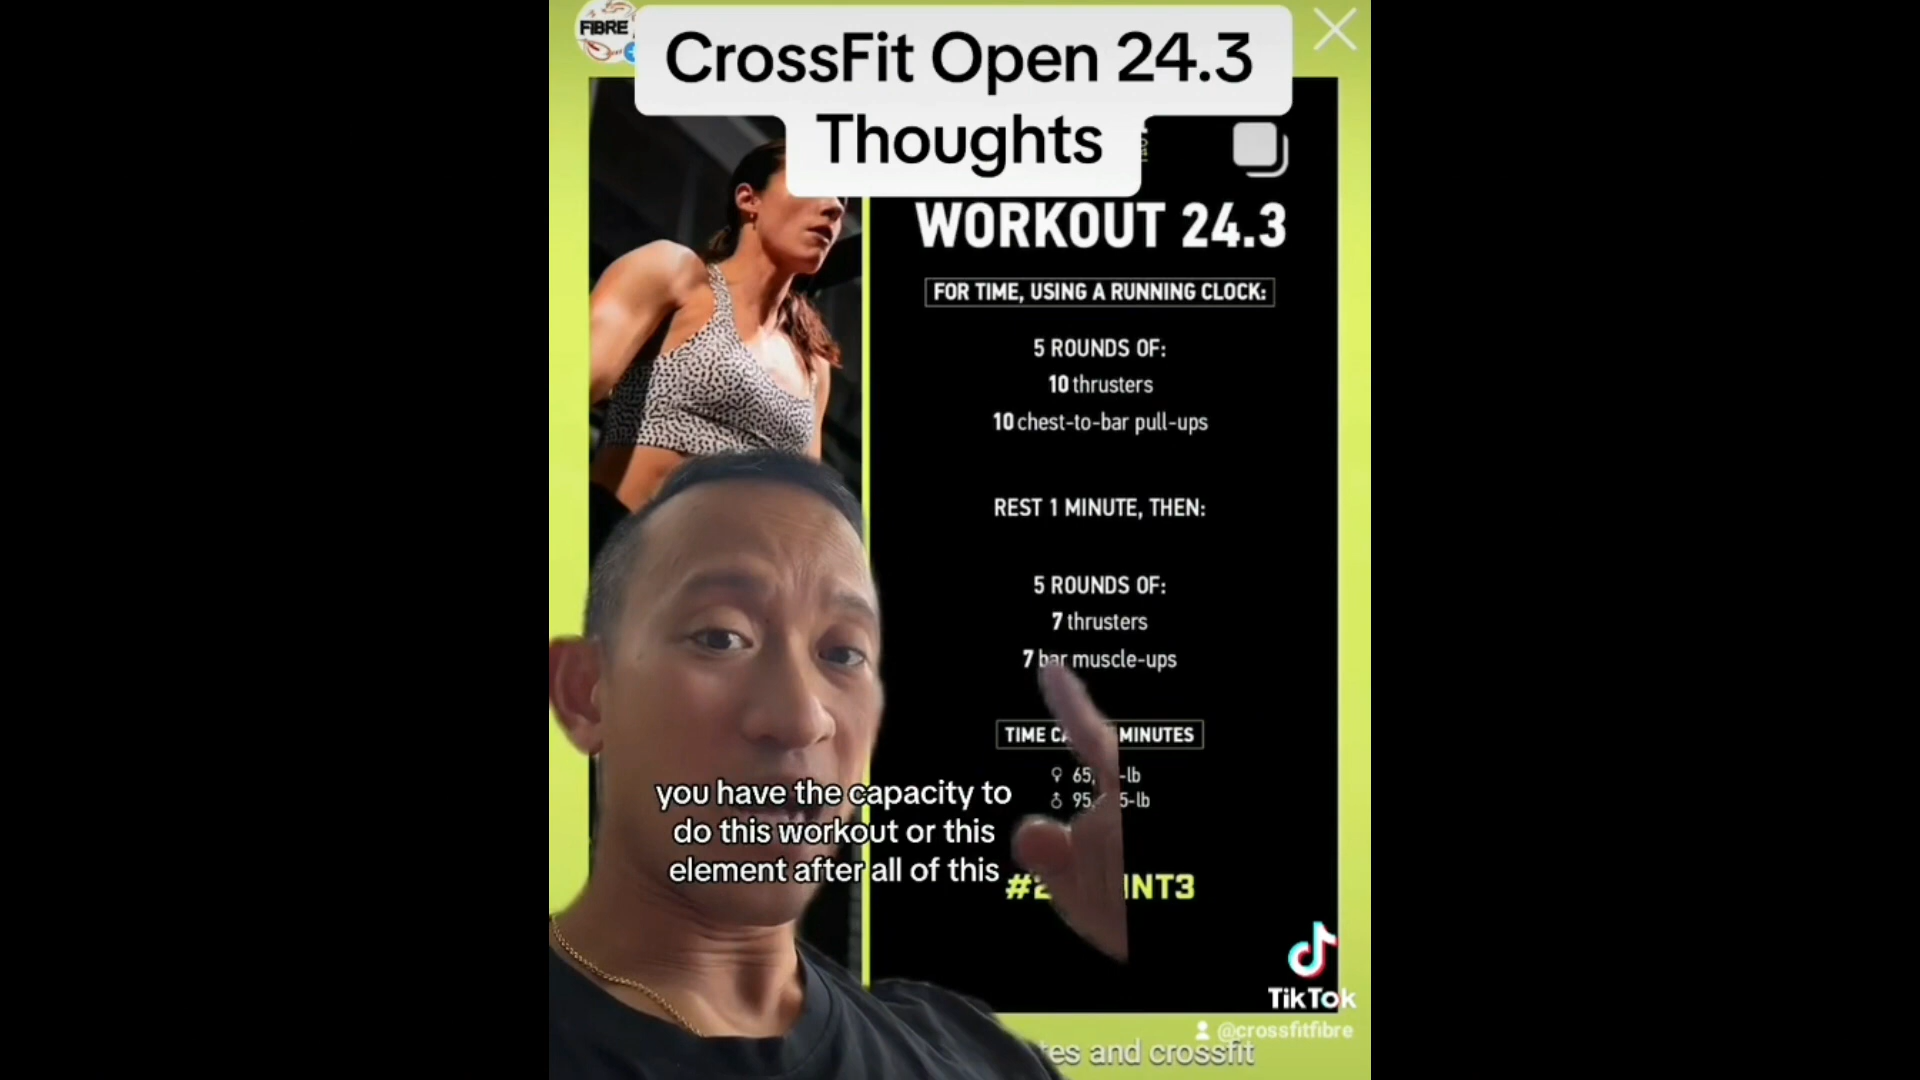 FIBRE
CrossFit Open 24.3
Thoughts
WORKOUT 24.3
FOR TIME, USING A RUNNING CLOCK:
5 ROUNDS OF:
10 thrusters
10 chest-to-bar pull-ups
REST 1 MINUTE, THEN:
5 ROUNDS OF:
7 thrusters
7 bar muscle-ups
TIME MINUTES
♀ 65, -lb
♂ 95, 5-lb
you have the capacity to
do this workout or this
element after all of this
TikTok
@crossfitfibre
and crossfit